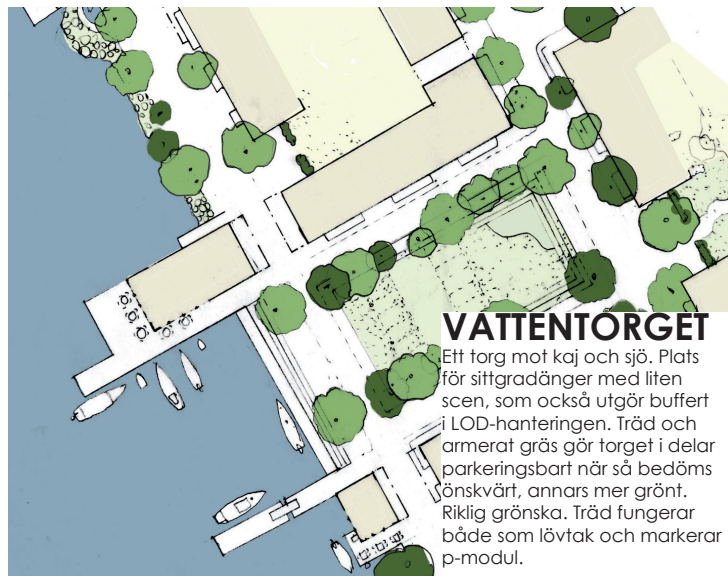 VATTENTORGET
Ett torg mot kaj och sjö. Plats
för sittgradänger med liten
scen, som också utgör buffert
i LOD-hanteringen. Träd och
armerat gräs gör torget i delar
parkeringsbart när så bedöms
önskvärt, annars mer grönt.
Riklig grönska. Träd fungerar
både som lövtak och markerar
p-modul.